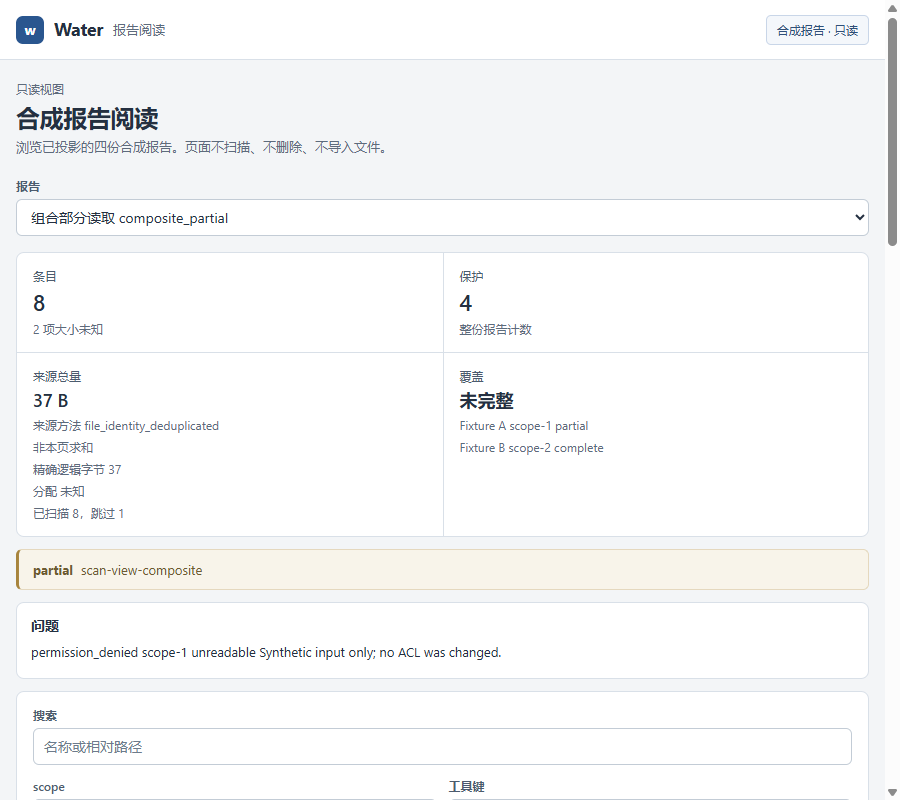 w Water 报告阅读 合成报告 · 只读
只读视图
合成报告阅读
浏览已投影的四份合成报告。页面不扫描、不删除、不导入文件。
报告
组合部分读取 composite_partial
条目
8
2 项大小未知
保护
4
整份报告计数
来源总量
37 B
来源方法 file_identity_deduplicated
非本页求和
精确逻辑字节 37
分配 未知
已扫描 8，跳过 1
覆盖
未完整
Fixture A scope-1 partial
Fixture B scope-2 complete
partial scan-view-composite
问题
permission_denied scope-1 unreadable Synthetic input only; no ACL was changed.
搜索
名称或相对路径
scope 工具键